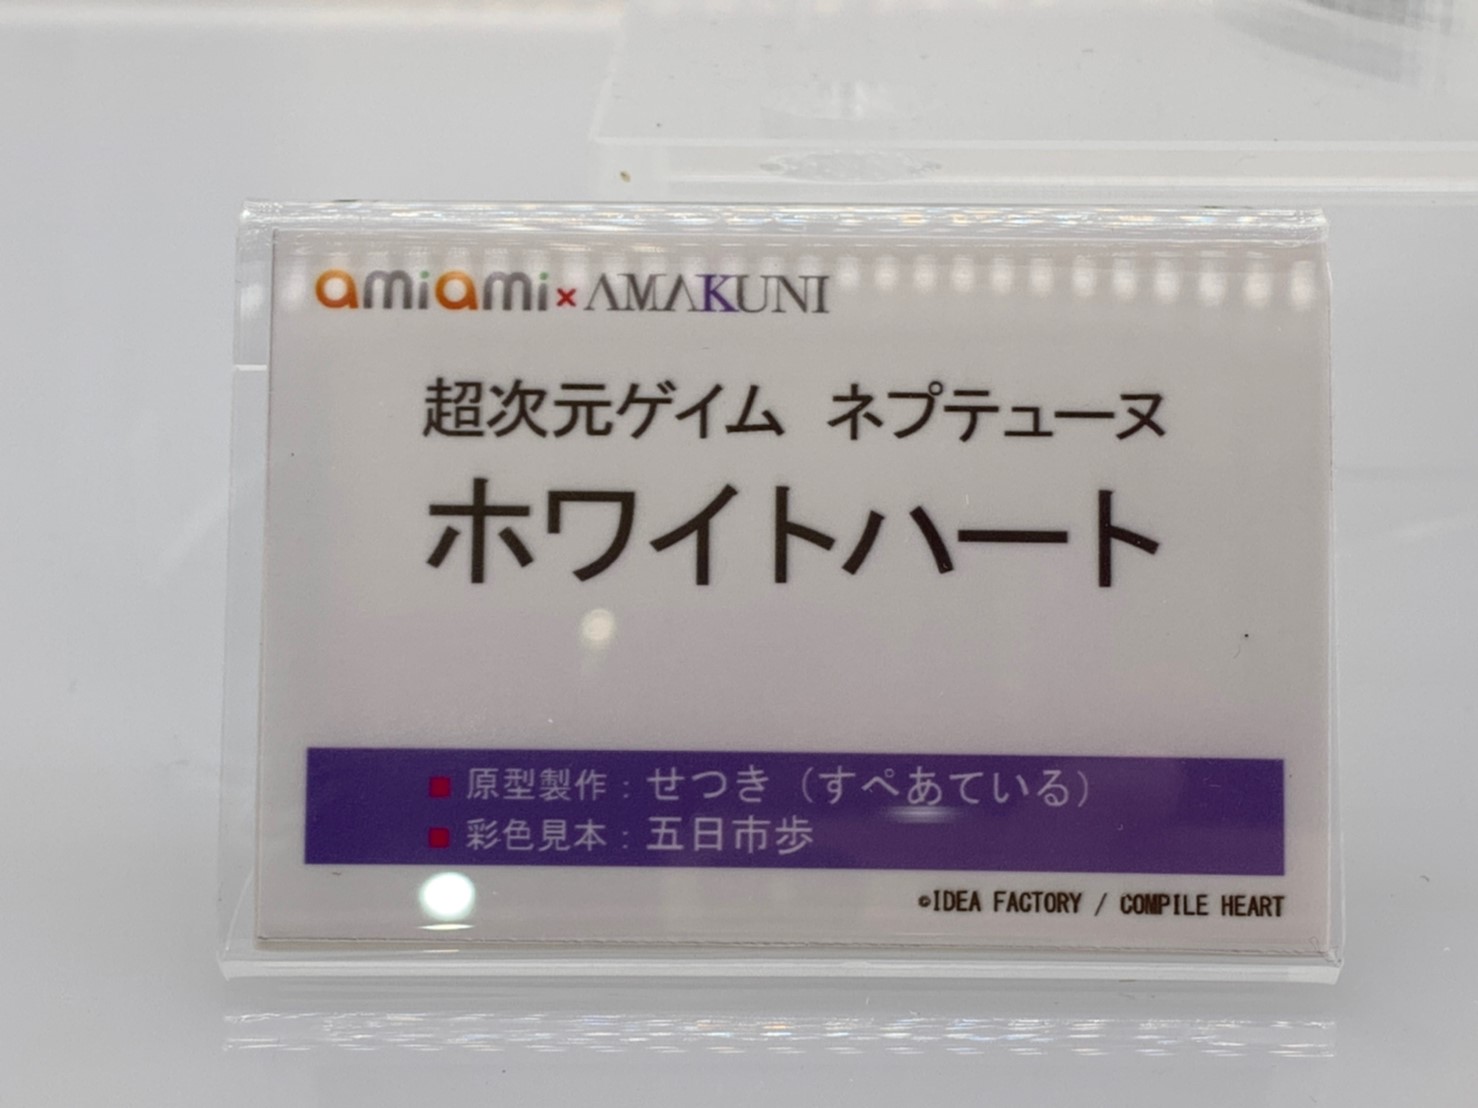 amiami×AMAKUNI
超次元ゲイム ネプテューヌ
ホワイトハート
■ 原型製作：せつき（すぺあている）
■ 彩色見本：五日市歩
©IDEA FACTORY / COMPILE HEART